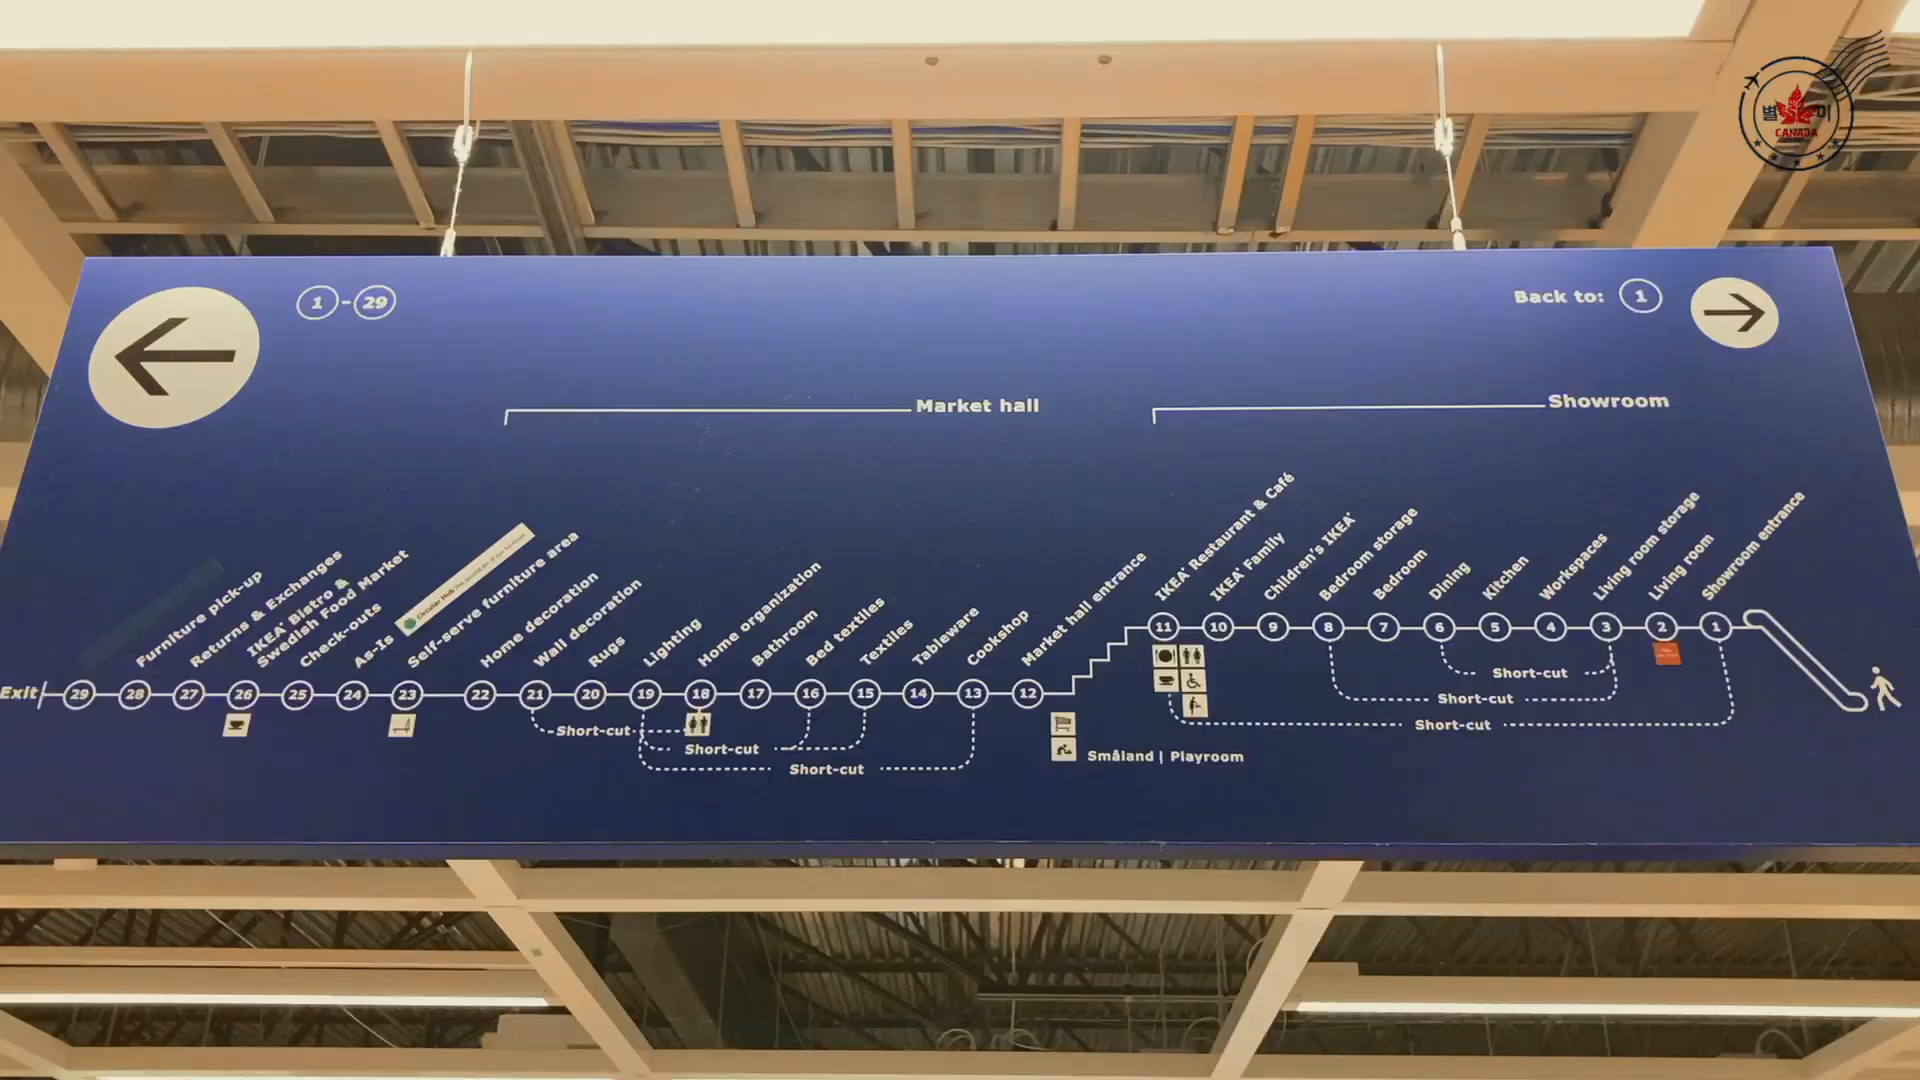 별이
CANADA
1 - 29
Back to: 1
Market hall
Showroom
Furniture pick-up
Returns & Exchanges
IKEA® Bistro &
Swedish Food Market
Check-outs
As-Is
Circular Hub
Self-serve furniture area
Home decoration
Wall decoration
Rugs
Lighting
Home organization
Bathroom
Bed textiles
Textiles
Tableware
Cookshop
Market hall entrance
IKEA® Restaurant & Café
IKEA® Family
Children's IKEA®
Bedroom storage
Bedroom
Dining
Kitchen
Workspaces
Living room storage
Living room
Showroom entrance
11 10 9 8 7 6 5 4 3 2 1
Exit 29 28 27 26 25 24 23 22 21 20 19 18 17 16 15 14 13 12
Short-cut
Short-cut
Short-cut
Short-cut
Short-cut
Short-cut
Småland | Playroom